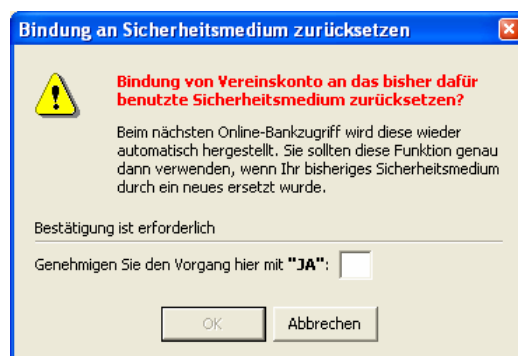 Bindung an Sicherheitsmedium zurücksetzen
Bindung von Vereinskonto an das bisher dafür
benutzte Sicherheitsmedium zurücksetzen?
Beim nächsten Online-Bankzugriff wird diese wieder
automatisch hergestellt. Sie sollten diese Funktion genau
dann verwenden, wenn Ihr bisheriges Sicherheitsmedium
durch ein neues ersetzt wurde.
Bestätigung ist erforderlich
Genehmigen Sie den Vorgang hier mit "JA":
OK Abbrechen